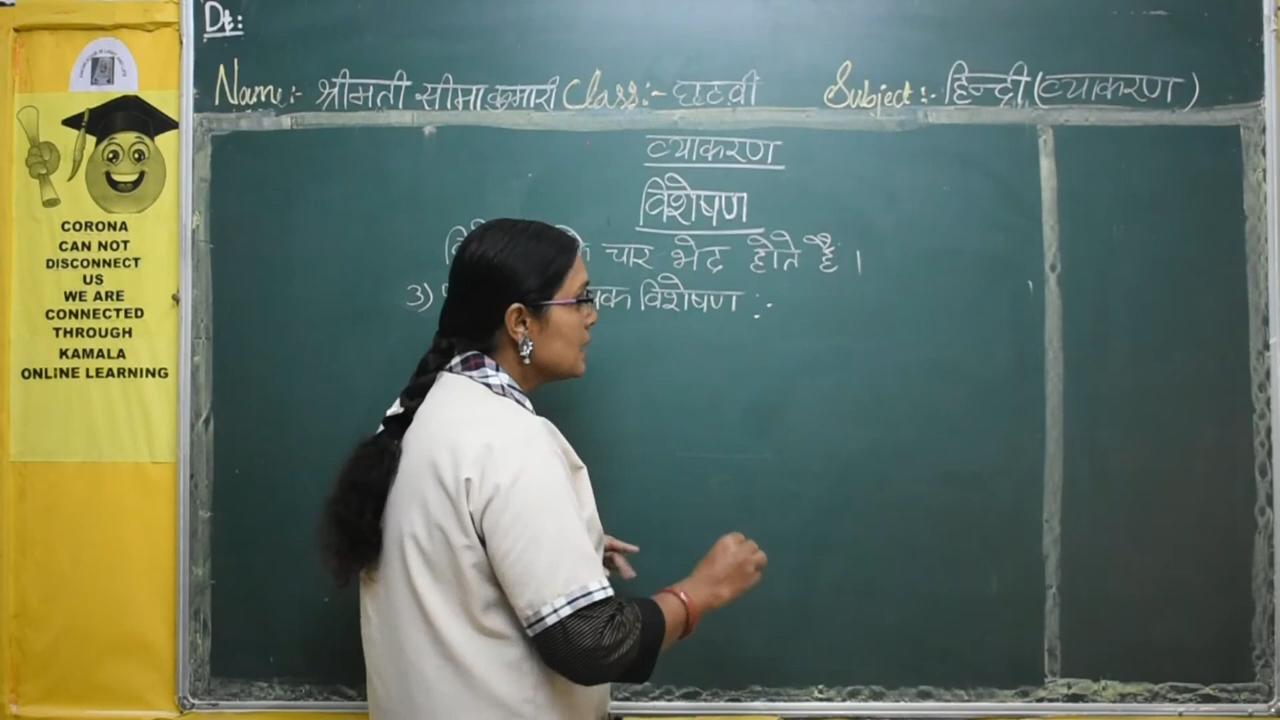 Dt:
Name:- श्रीमती सीमा कुमारी Class:- छटवी Subject:- हिन्दी (व्याकरण)
व्याकरण
विशेषण
चार भेद होते है।
3) विशेषण :-
CORONA
CAN NOT
DISCONNECT
US
WE ARE
CONNECTED
THROUGH
KAMALA
ONLINE LEARNING